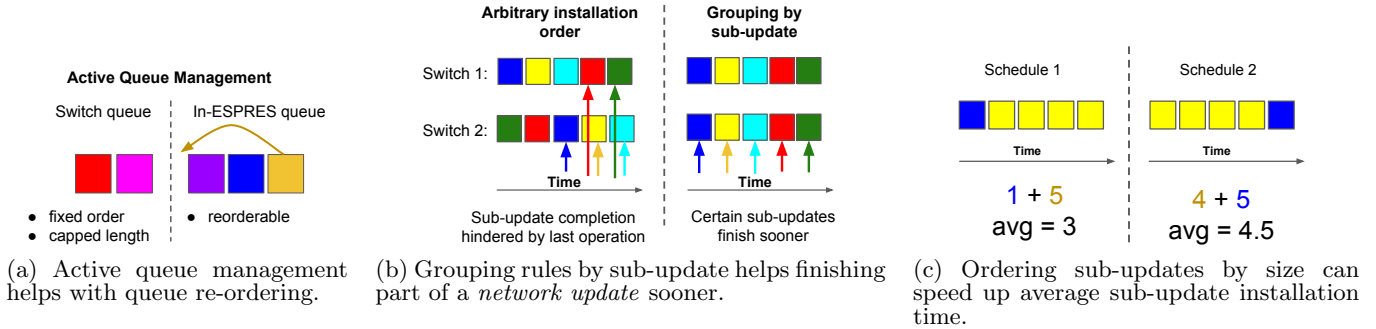 Active Queue Management
Switch queue
In-ESPRES queue
● fixed order
● capped length
● reorderable
(a) Active queue management
helps with queue re-ordering.
Arbitrary installation
order
Grouping by
sub-update
Switch 1:
Switch 2:
Time
Time
Sub-update completion
hindered by last operation
Certain sub-updates
finish sooner
(b) Grouping rules by sub-update helps finishing
part of a network update sooner.
Schedule 1
Schedule 2
Time
Time
1 + 5
avg = 3
4 + 5
avg = 4.5
(c) Ordering sub-updates by size can
speed up average sub-update installation
time.